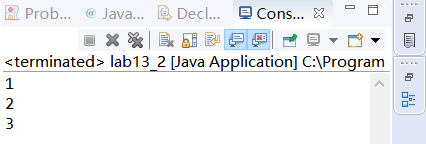 Prob... @ Java... Decl... Cons...
<terminated> lab13_2 [Java Application] C:\Program
1
2
3